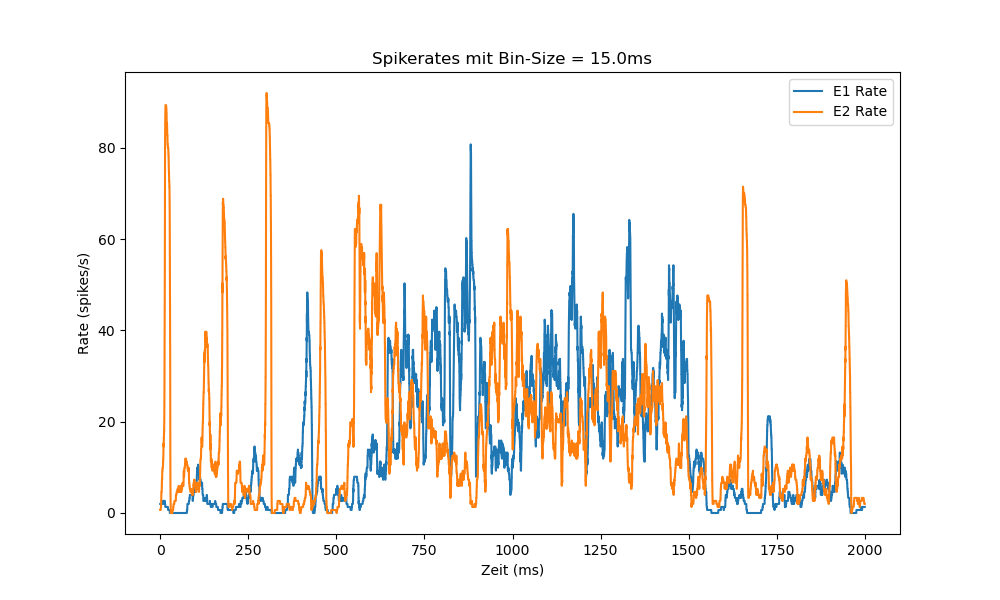 Spikerates mit Bin-Size = 15.0ms
E1 Rate
E2 Rate
Rate (spikes/s)
80
60
40
20
0
0 250 500 750 1000 1250 1500 1750 2000
Zeit (ms)